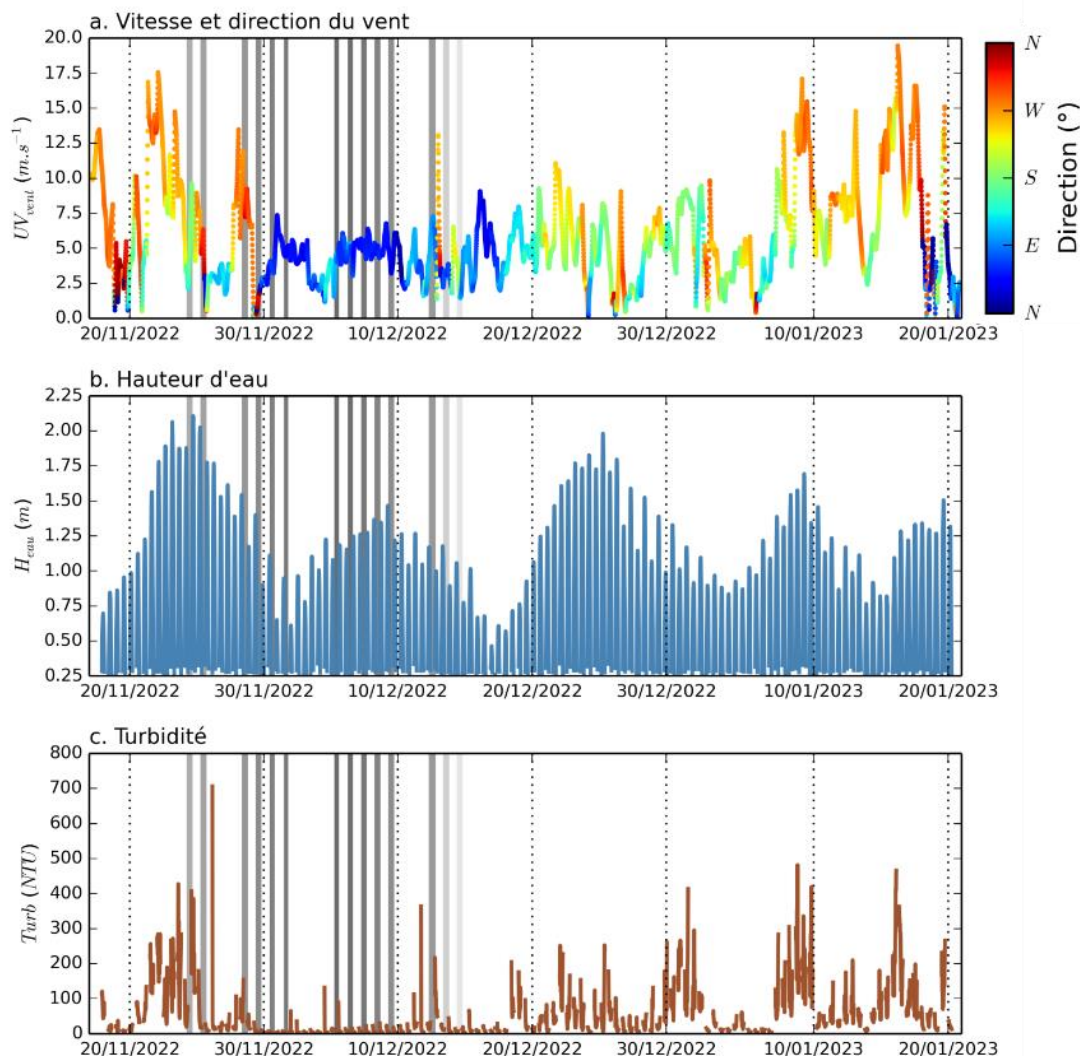 a. Vitesse et direction du vent
UV_vent (m.s⁻¹)
20.0
17.5
15.0
12.5
10.0
7.5
5.0
2.5
0.0
20/11/2022 30/11/2022 10/12/2022 20/12/2022 30/12/2022 10/01/2023 20/01/2023
N
W
S
E
N
Direction (°)
b. Hauteur d'eau
H_eau (m)
2.25
2.00
1.75
1.50
1.25
1.00
0.75
0.50
0.25
20/11/2022 30/11/2022 10/12/2022 20/12/2022 30/12/2022 10/01/2023 20/01/2023
c. Turbidité
Turb (NTU)
800
700
600
500
400
300
200
100
0
20/11/2022 30/11/2022 10/12/2022 20/12/2022 30/12/2022 10/01/2023 20/01/2023